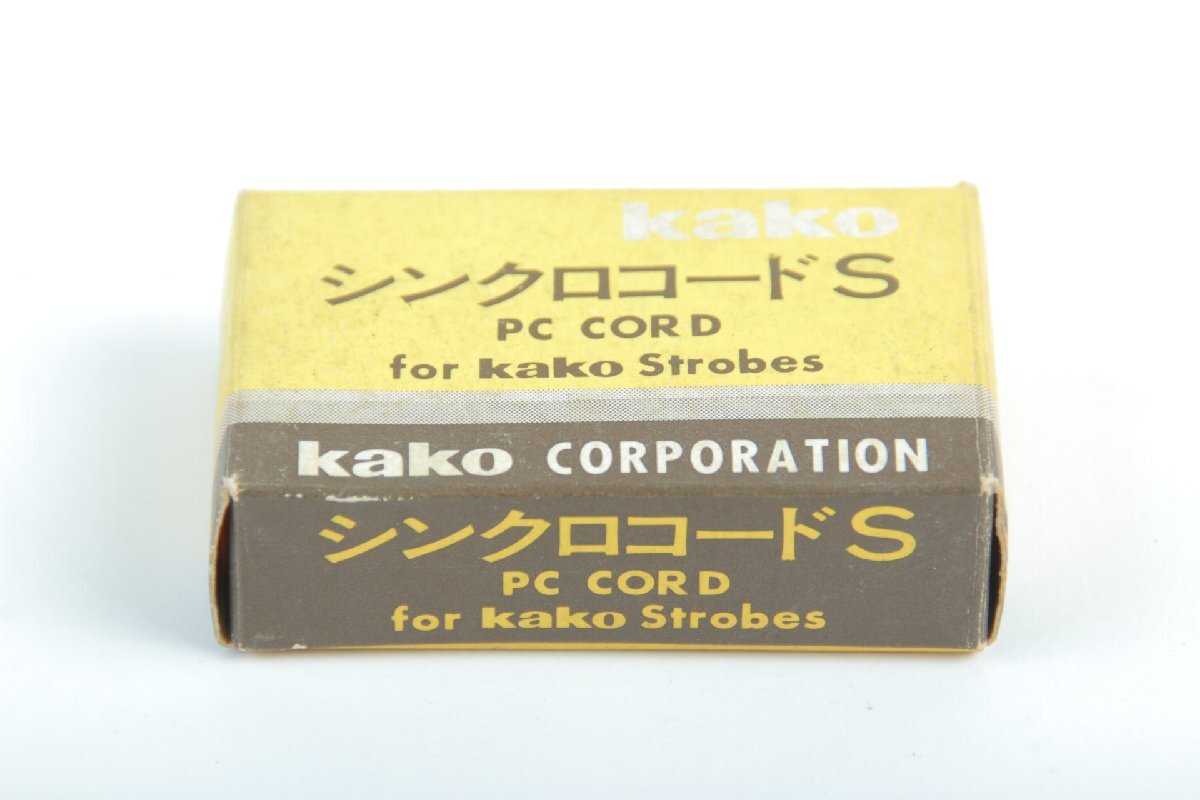 kako
シンクロコードS
PC CORD
for kako Strobes
kako CORPORATION
シンクロコードS
PC CORD
for kako Strobes